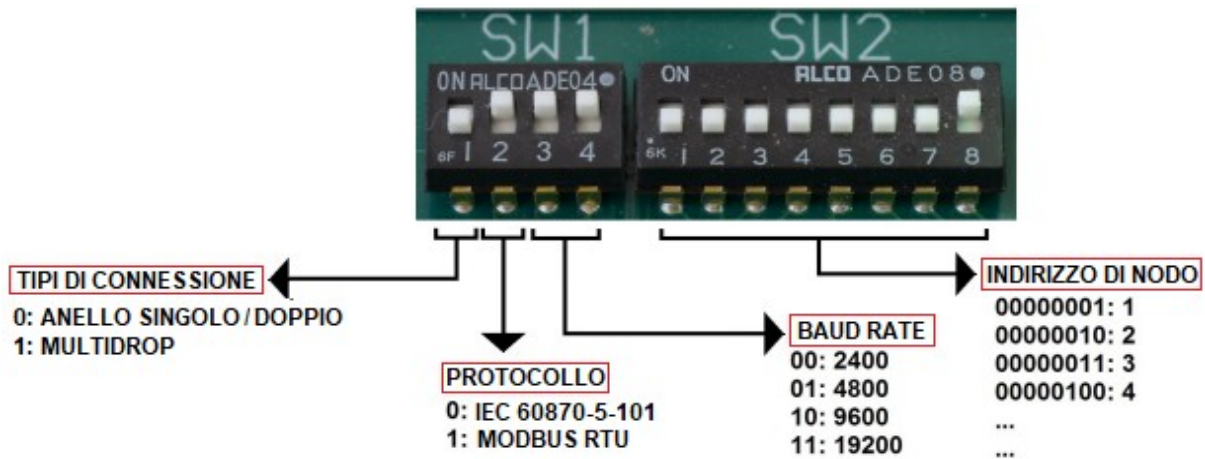 SW1 SW2
ON ALCO ADE04
ON ALCO ADE08
6F 1 2 3 4
6K 1 2 3 4 5 6 7 8
TIPI DI CONNESSIONE
0: ANELLO SINGOLO / DOPPIO
1: MULTIDROP
PROTOCOLLO
0: IEC 60870-5-101
1: MODBUS RTU
BAUD RATE
00: 2400
01: 4800
10: 9600
11: 19200
INDIRIZZO DI NODO
00000001: 1
00000010: 2
00000011: 3
00000100: 4
...
...